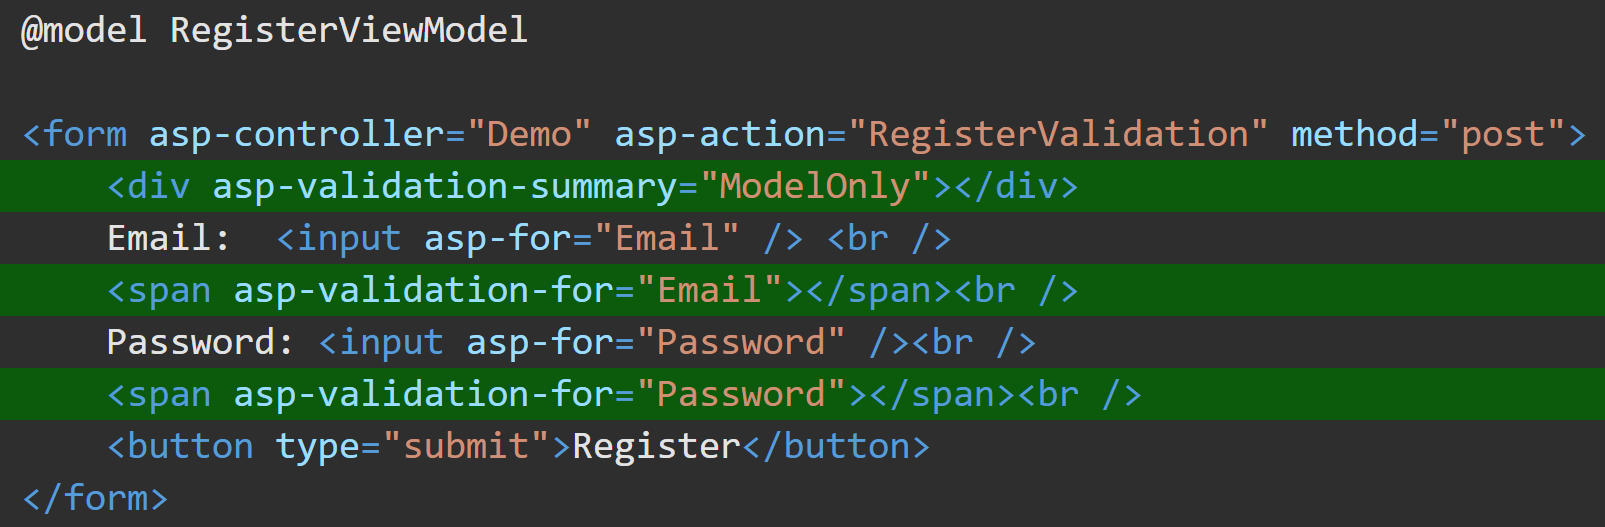 @model RegisterViewModel

<form asp-controller="Demo" asp-action="RegisterValidation" method="post">
    <div asp-validation-summary="ModelOnly"></div>
    Email:  <input asp-for="Email" /> <br />
    <span asp-validation-for="Email"></span><br />
    Password: <input asp-for="Password" /><br />
    <span asp-validation-for="Password"></span><br />
    <button type="submit">Register</button>
</form>